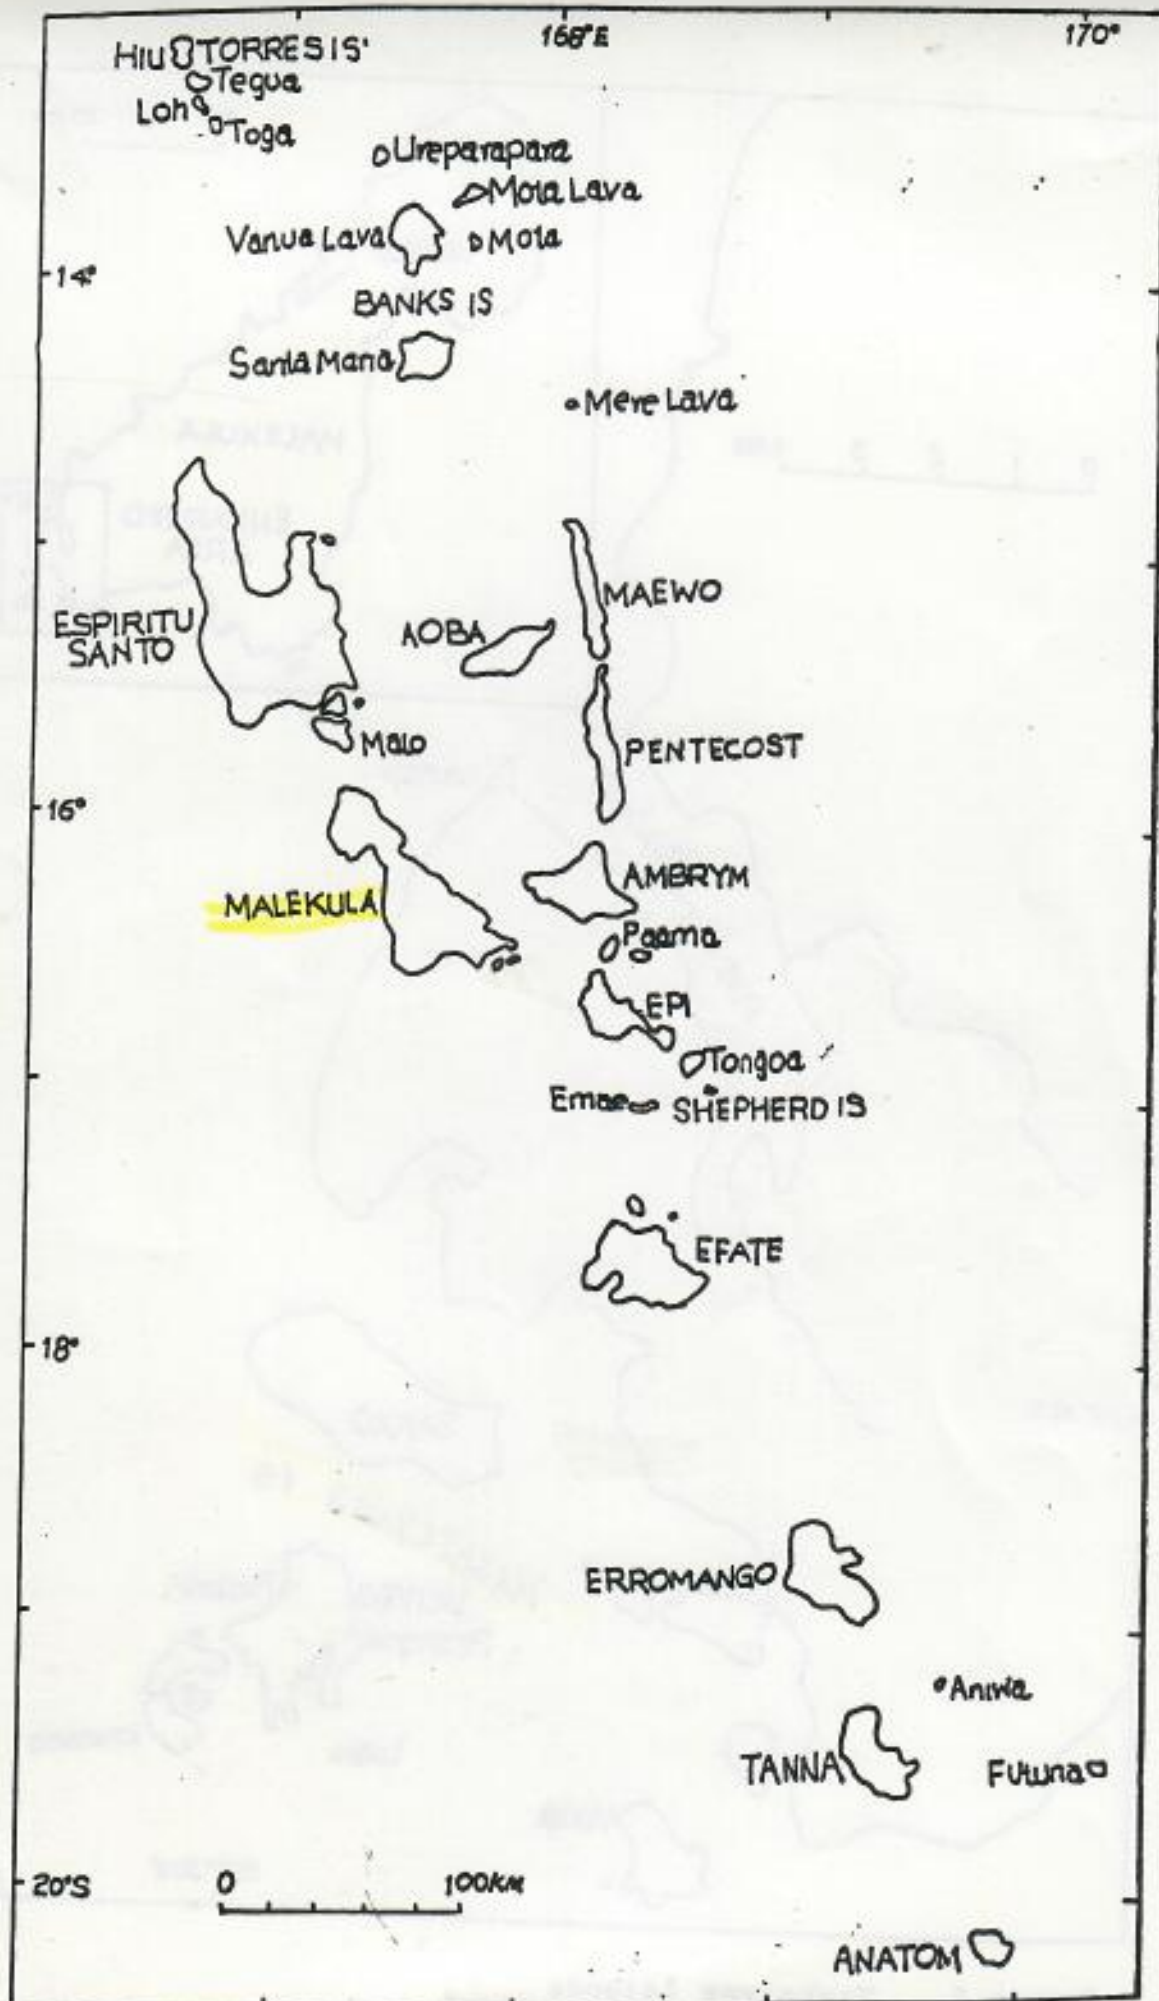 168°E
170°
HIU TORRES IS'
Tegua
Loh
Toga
Ureparapara
Mota Lava
Vanua Lava
Mota
14°
BANKS IS
Santa Maria
Mere Lava
MAEWO
ESPIRITU
SANTO
AOBA
Malo
PENTECOST
16°
AMBRYM
MALEKULA
Paama
EPI
Tongoa
Emae
SHEPHERD IS
EFATE
18°
ERROMANGO
Aniwa
TANNA
Futuna
20°S
0
100KM
ANATOM